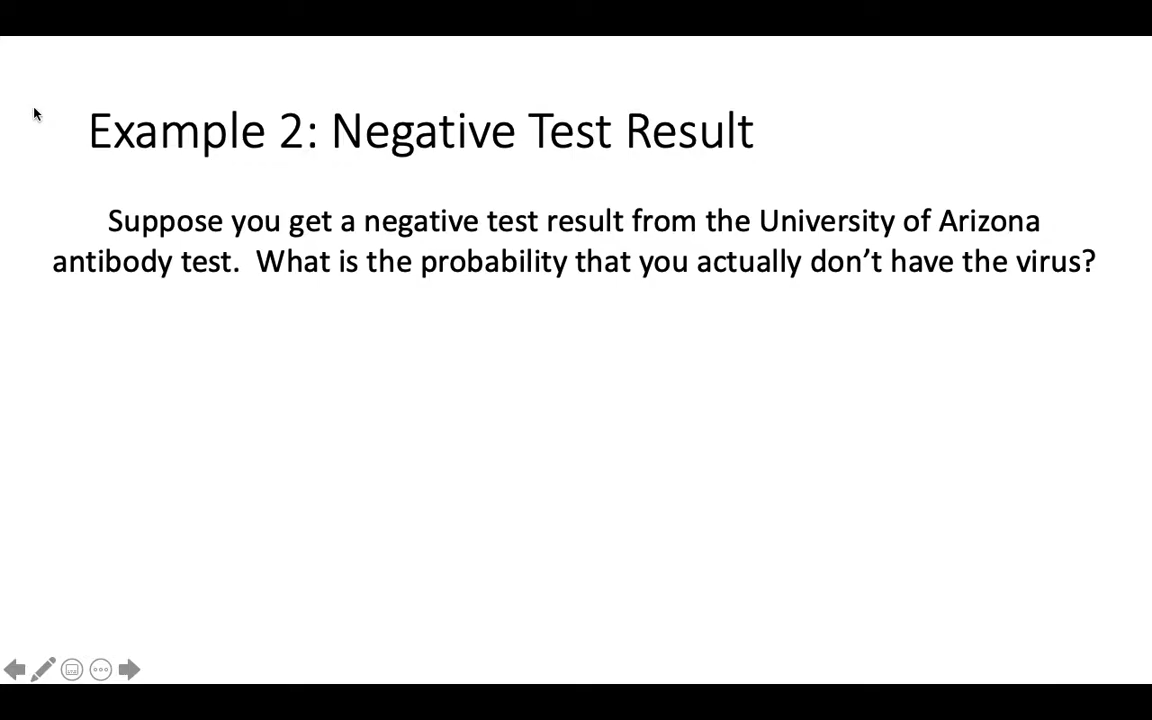 Example 2: Negative Test Result
Suppose you get a negative test result from the University of Arizona
antibody test.  What is the probability that you actually don’t have the virus?